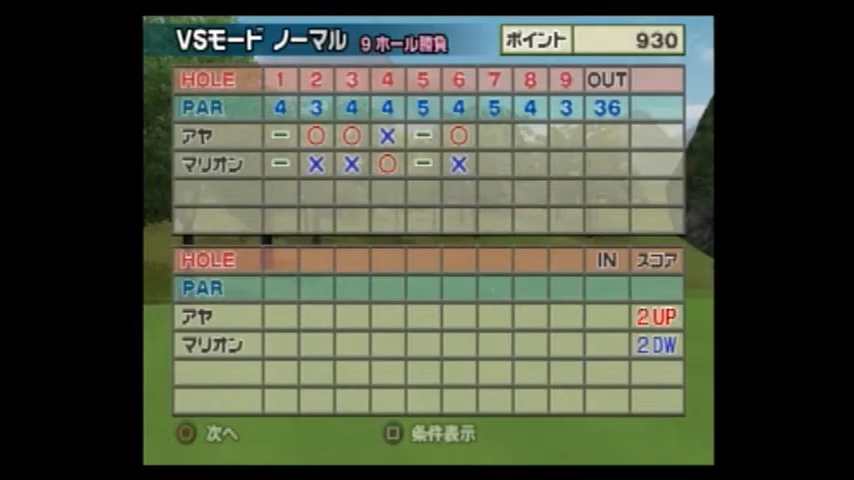 VSモード ノーマル 9ホール勝負 ポイント 930
HOLE 1 2 3 4 5 6 7 8 9 OUT
PAR 4 3 4 4 5 4 5 4 3 36
アヤ - ○ ○ × - ○
マリオン - × × ○ - ×
HOLE IN スコア
PAR
アヤ 2UP
マリオン 2DW
○ 次へ □ 条件表示